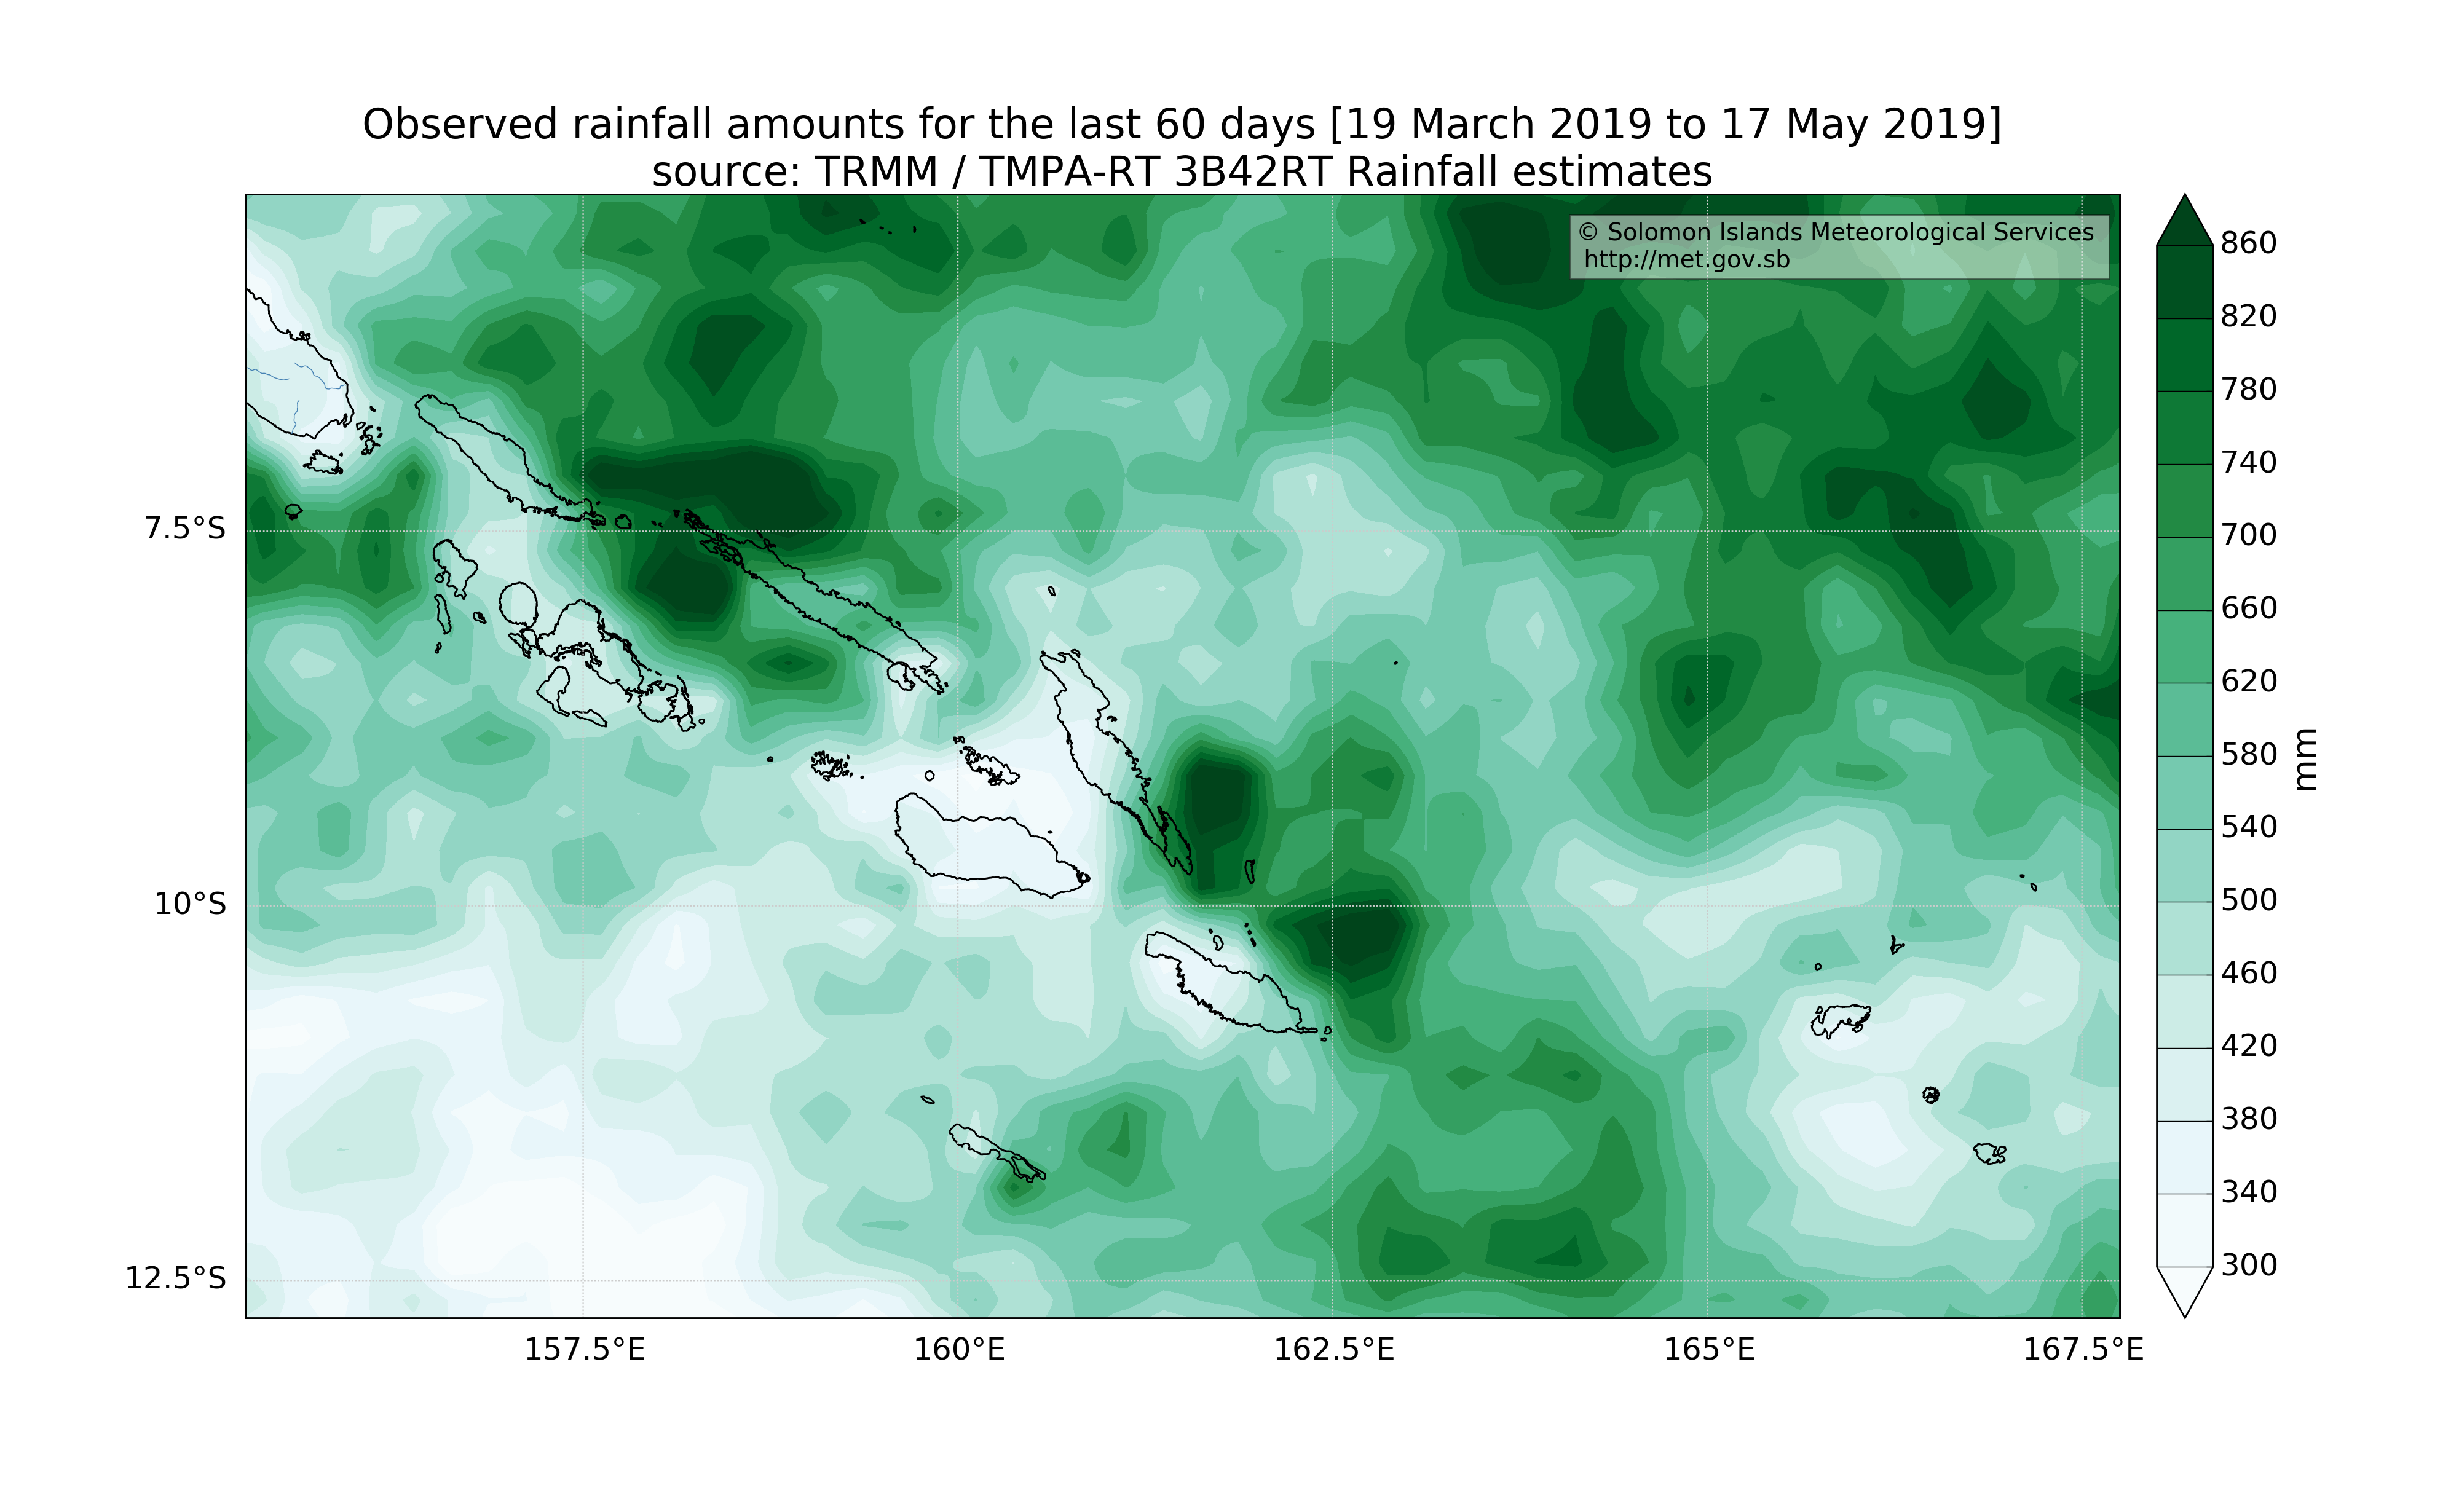 Observed rainfall amounts for the last 60 days [19 March 2019 to 17 May 2019]
source: TRMM / TMPA-RT 3B42RT Rainfall estimates
© Solomon Islands Meteorological Services
http://met.gov.sb
7.5°S
10°S
12.5°S
157.5°E
160°E
162.5°E
165°E
167.5°E
860
820
780
740
700
660
620
580
540
500
460
420
380
340
300
mm